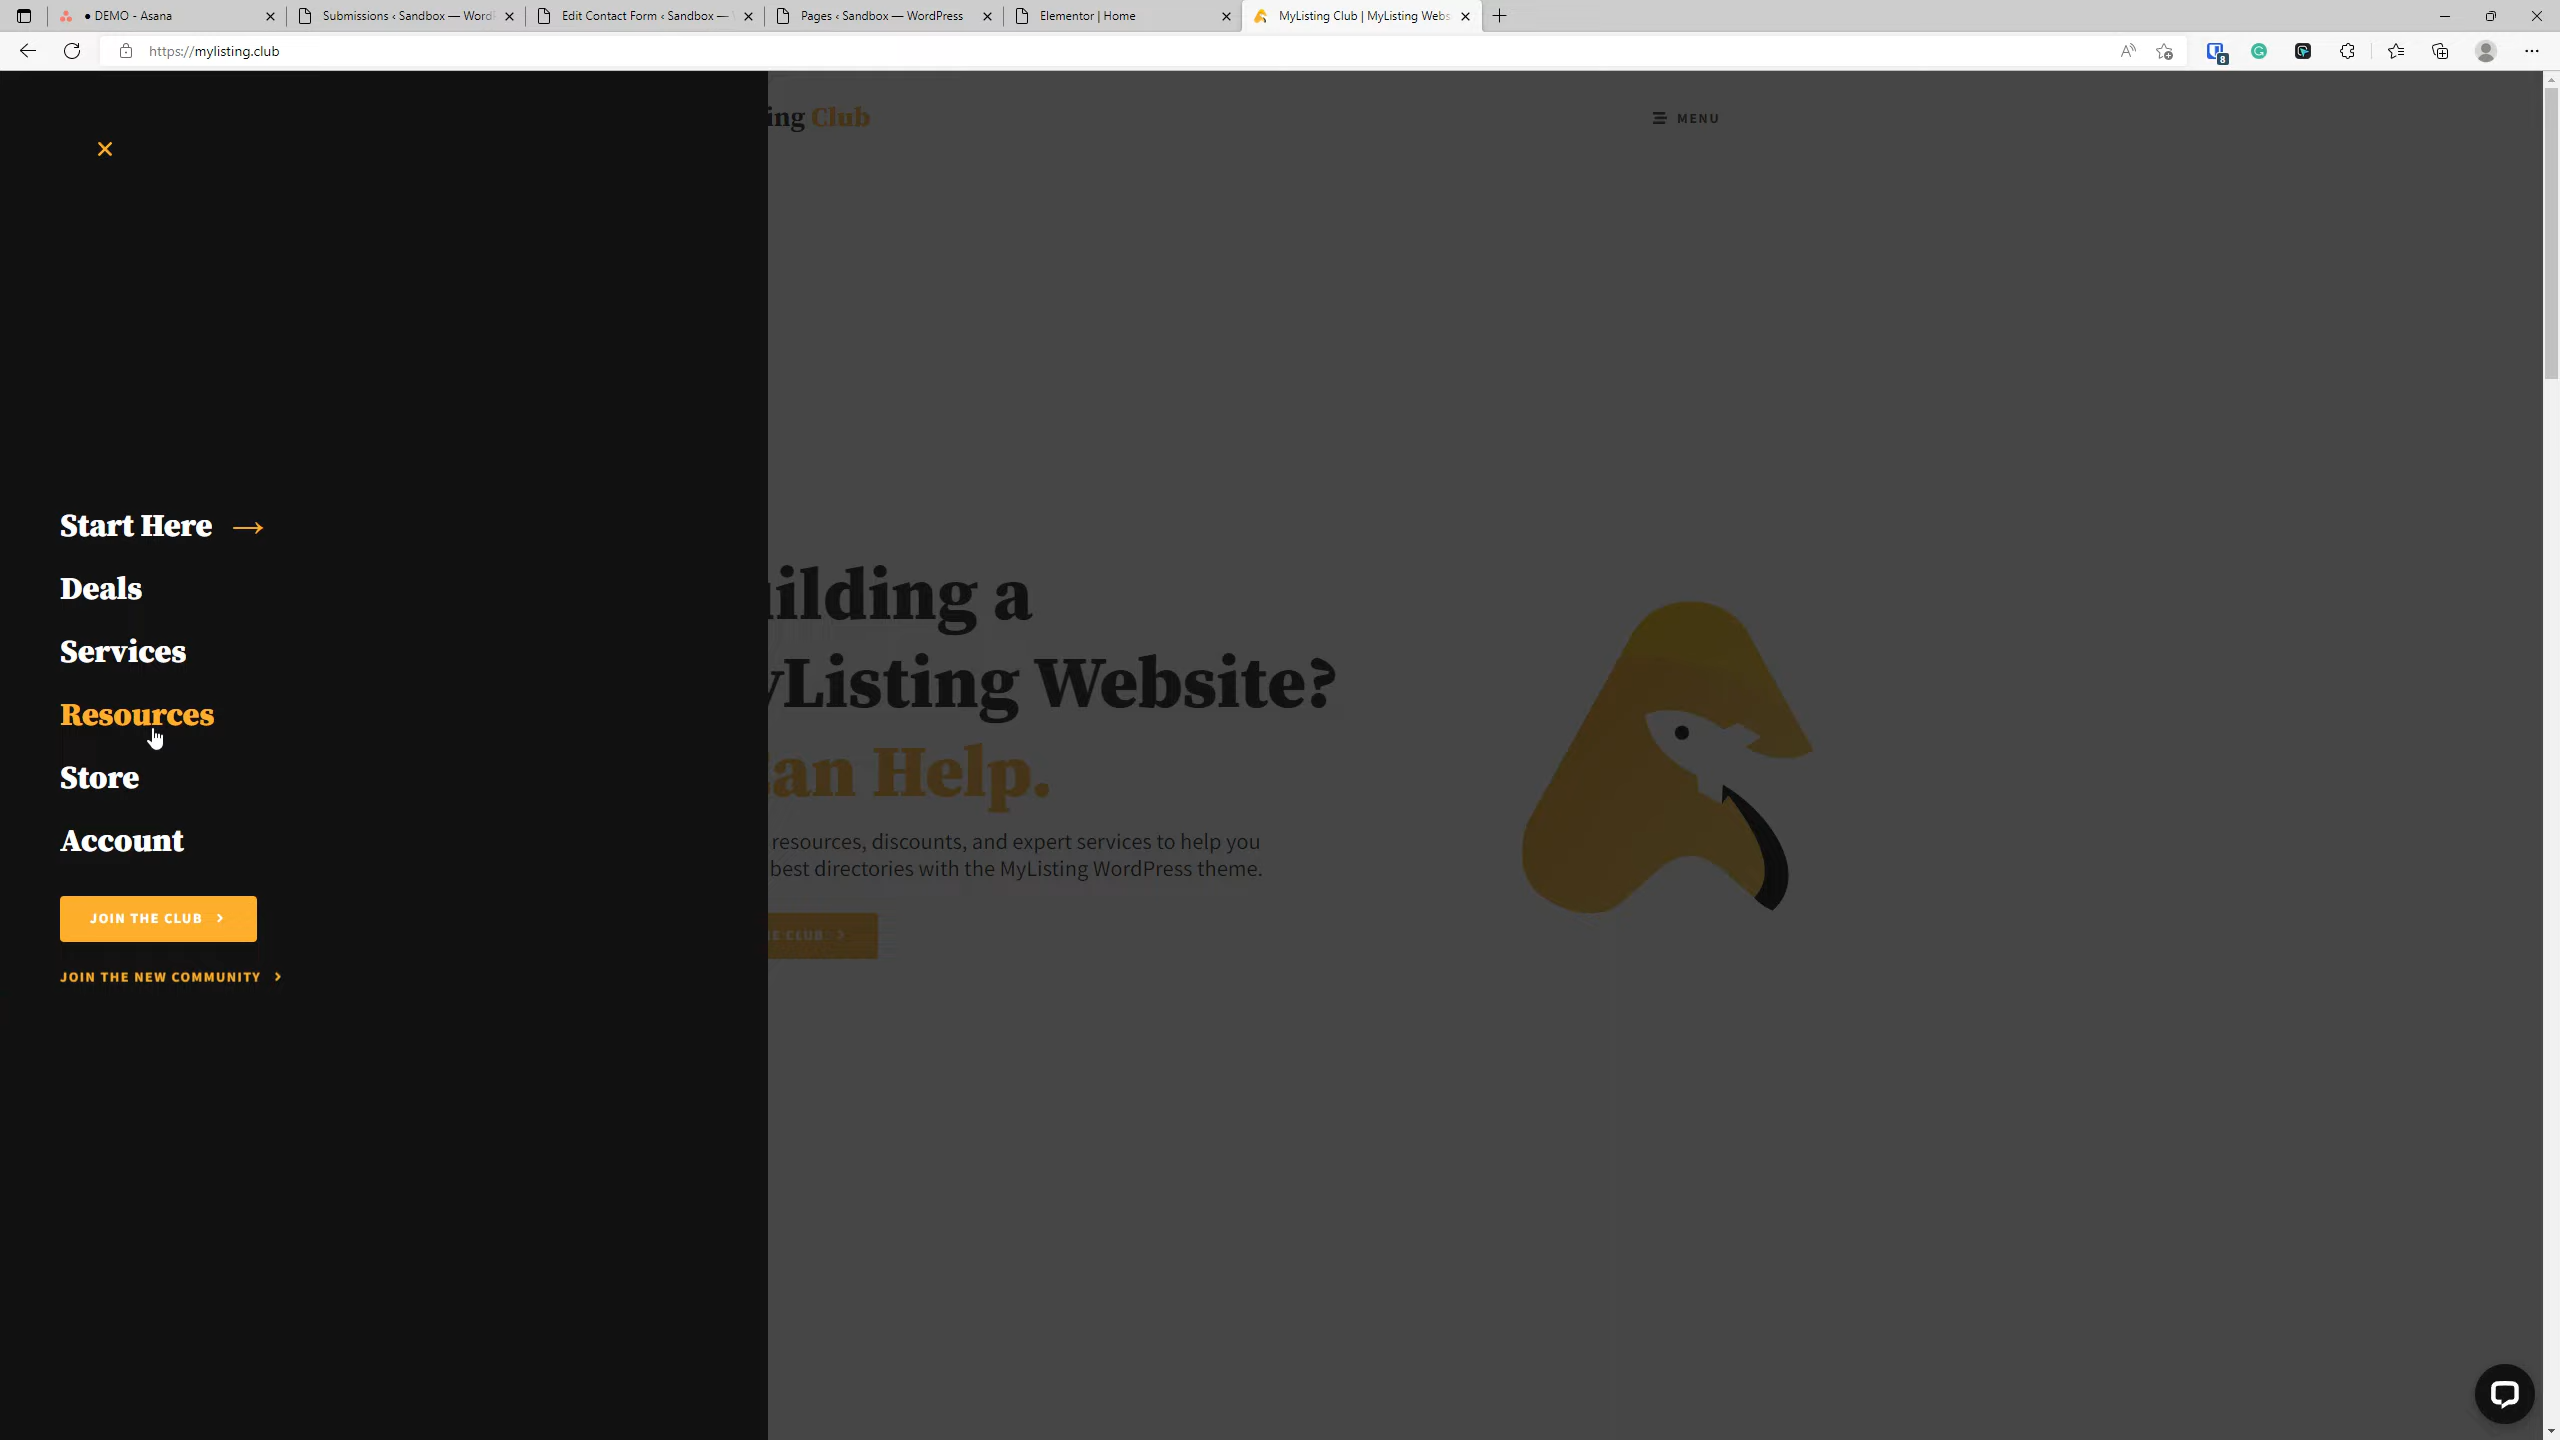 DEMO - Asana
Submissions ‹ Sandbox — Word
Edit Contact Form ‹ Sandbox —
Pages ‹ Sandbox — WordPress
Elementor | Home
MyListing Club | MyListing Webs
https://mylisting.club
8
ing Club
MENU
Start Here →
Deals
Services
Resources
Store
Account
JOIN THE CLUB
JOIN THE NEW COMMUNITY
ilding a
yListing Website?
an Help.
resources, discounts, and expert services to help you
best directories with the MyListing WordPress theme.
E CLUB